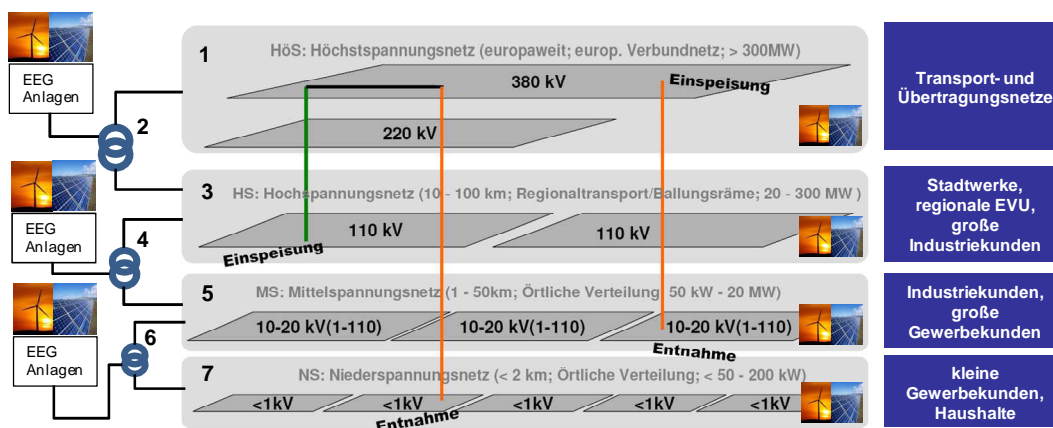 EEG
Anlagen
2
EEG
Anlagen
4
EEG
Anlagen
6
1
HöS: Höchstspannungsnetz (europaweit; europ. Verbundnetz; > 300MW)
380 kV
Einspeisung
220 kV
Transport- und
Übertragungsnetze
3
HS: Hochspannungsnetz (10 - 100 km; Regionaltransport/Ballungsräme; 20 - 300 MW )
110 kV
110 kV
Einspeisung
Stadtwerke,
regionale EVU,
große
Industriekunden
5
MS: Mittelspannungsnetz (1 - 50km; Örtliche Verteilung; 50 kW - 20 MW)
10-20 kV(1-110)
10-20 kV(1-110)
10-20 kV(1-110)
Entnahme
Industriekunden,
große
Gewerbekunden
7
NS: Niederspannungsnetz (< 2 km; Örtliche Verteilung; < 50 - 200 kW)
<1kV
<1kV
<1kV
<1kV
<1kV
Entnahme
kleine
Gewerbekunden,
Haushalte